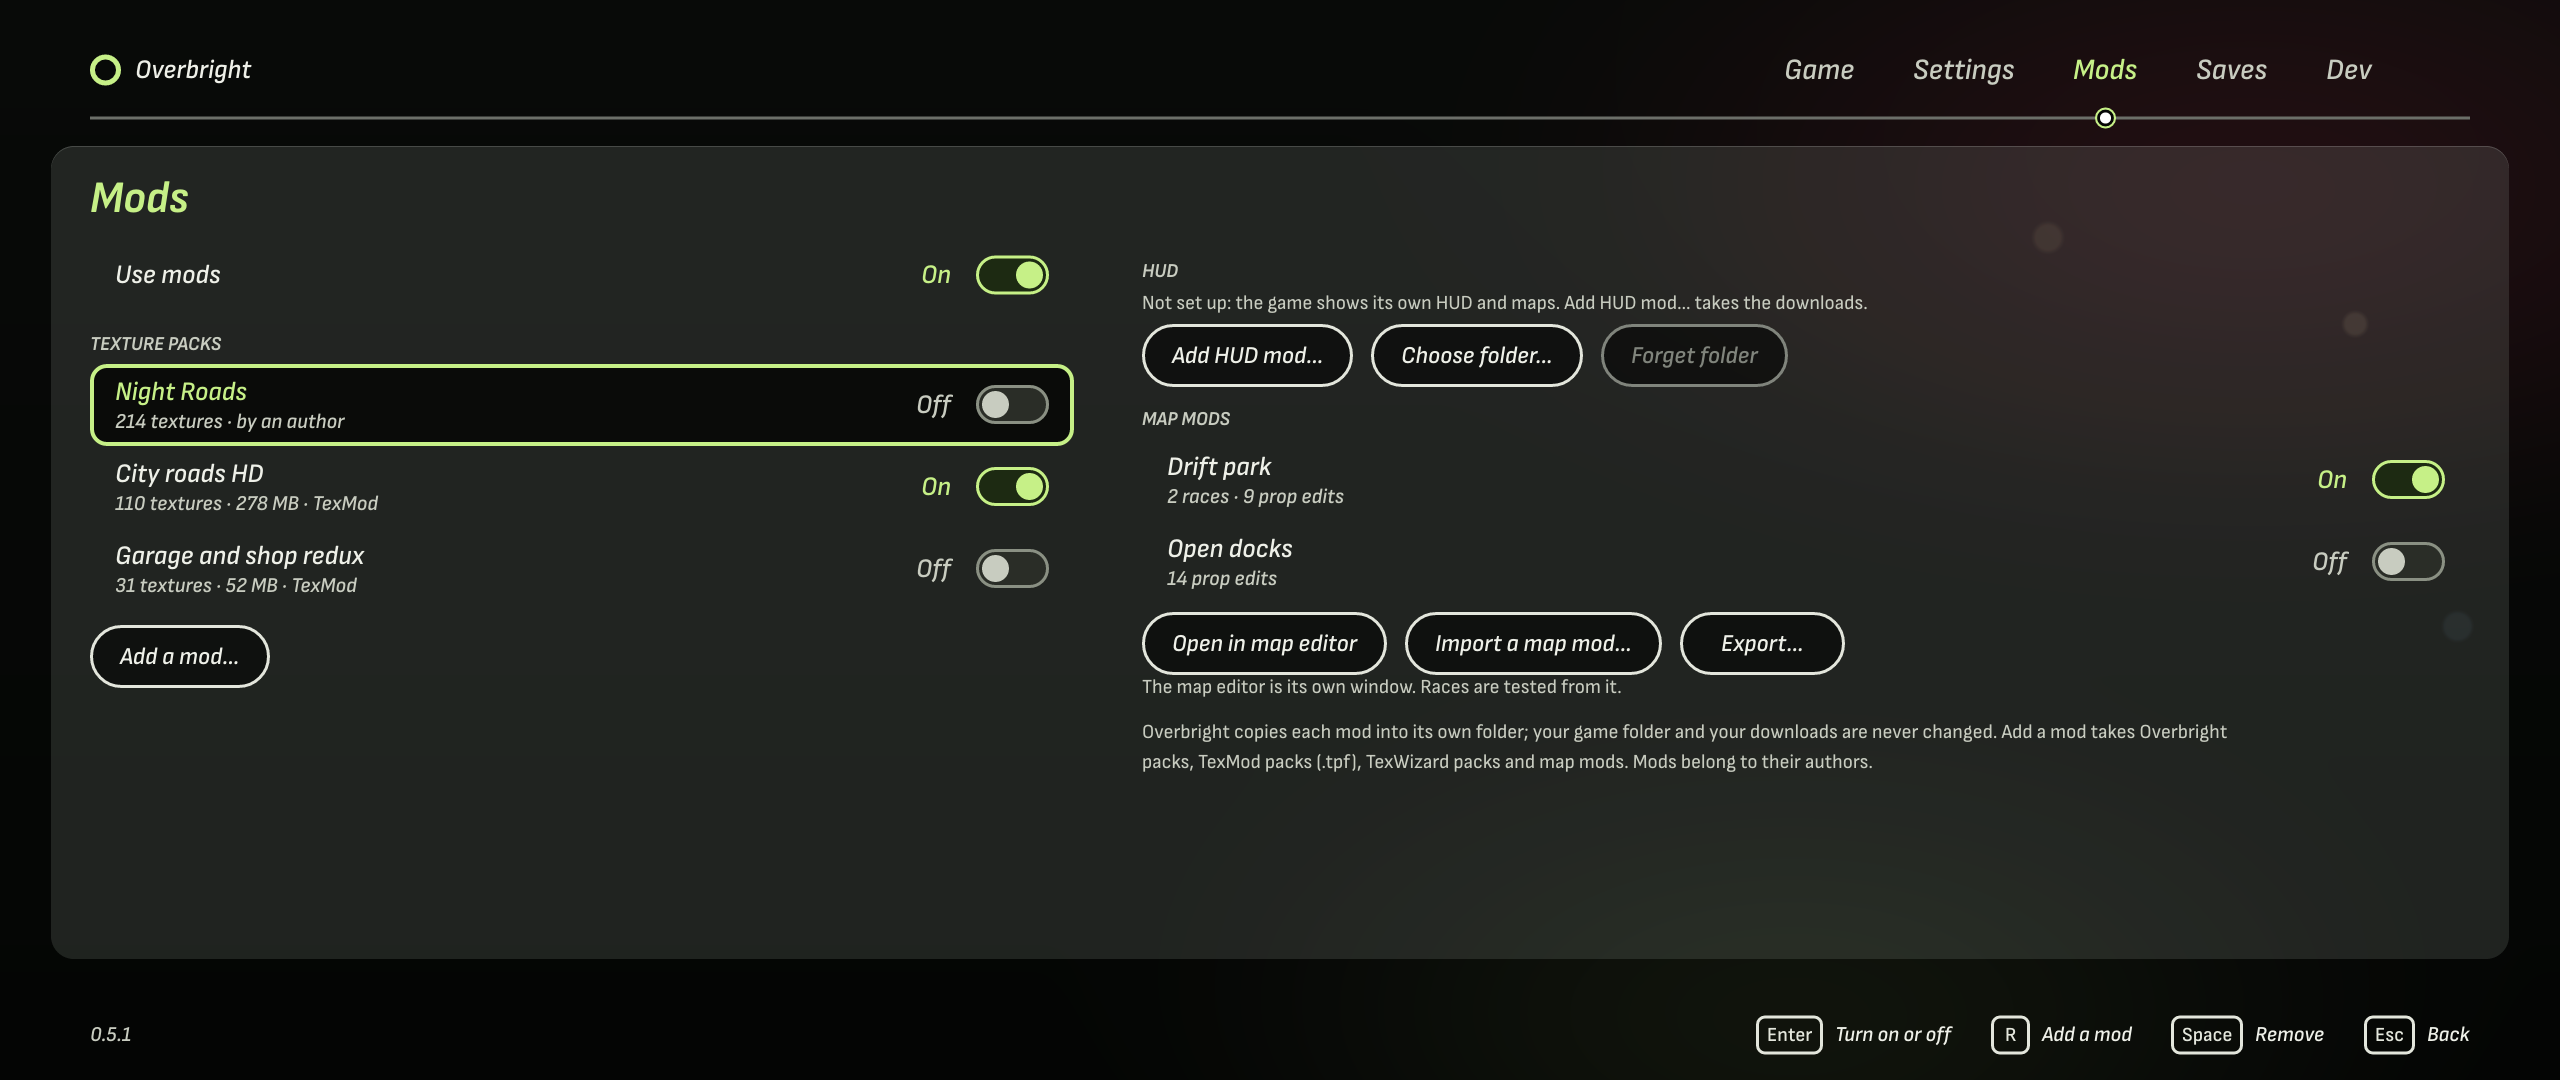 Overbright
Game Settings Mods Saves Dev
Mods
Use mods On
TEXTURE PACKS
Night Roads
214 textures · by an author
Off
City roads HD
110 textures · 278 MB · TexMod
On
Garage and shop redux
31 textures · 52 MB · TexMod
Off
Add a mod...
HUD
Not set up: the game shows its own HUD and maps. Add HUD mod... takes the downloads.
Add HUD mod... Choose folder... Forget folder
MAP MODS
Drift park
2 races · 9 prop edits
On
Open docks
14 prop edits
Off
Open in map editor Import a map mod... Export...
The map editor is its own window. Races are tested from it.
Overbright copies each mod into its own folder; your game folder and your downloads are never changed. Add a mod takes Overbright
packs, TexMod packs (.tpf), TexWizard packs and map mods. Mods belong to their authors.
0.5.1
Enter Turn on or off R Add a mod Space Remove Esc Back